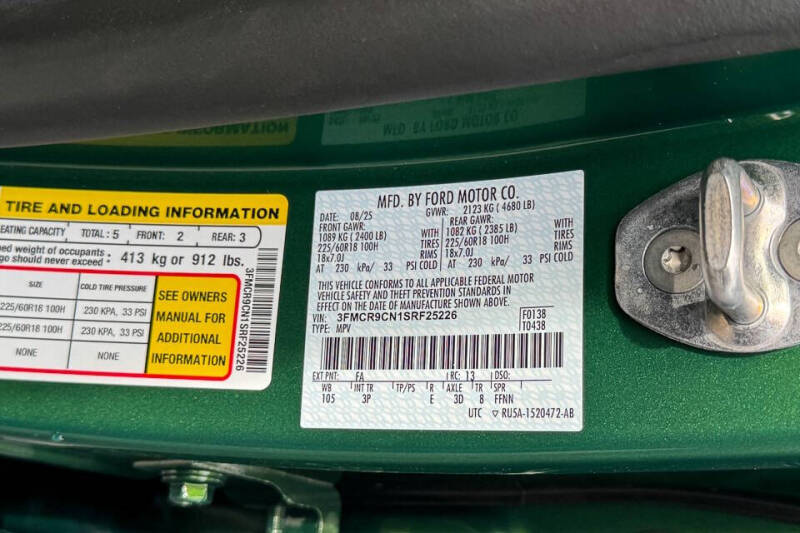 TIRE AND LOADING INFORMATION
EATING CAPACITY TOTAL: 5 FRONT: 2 REAR: 3
ned weight of occupants:
go should never exceed: 413 kg or 912 lbs.
SIZE COLD TIRE PRESSURE
225/60R18 100H 230 KPA, 33 PSI
225/60R18 100H 230 KPA, 33 PSI
NONE NONE
SEE OWNERS
MANUAL FOR
ADDITIONAL
INFORMATION
3FMCR9CN1SRF25226
MFD. BY FORD MOTOR CO.
DATE: 08/25 GVWR: 2123 KG ( 4680 LB)
FRONT GAWR: REAR GAWR:
1089 KG ( 2400 LB) WITH 1082 KG ( 2385 LB) WITH
225/60R18 100H TIRES 225/60R18 100H TIRES
18x7.0J RIMS 18x7.0J RIMS
AT 230 kPa/ 33 PSI COLD AT 230 kPa/ 33 PSI COLD
THIS VEHICLE CONFORMS TO ALL APPLICABLE FEDERAL MOTOR
VEHICLE SAFETY AND THEFT PREVENTION STANDARDS IN
EFFECT ON THE DATE OF MANUFACTURE SHOWN ABOVE.
VIN: 3FMCR9CN1SRF25226 F0138
TYPE: MPV T0438
EXT PNT: FA RC: 13 DSO:
WB INT TR TP/PS R AXLE TR SPR
105 3P E 3D 8 FFNN
UTC ▽ RU5A-1520472-AB